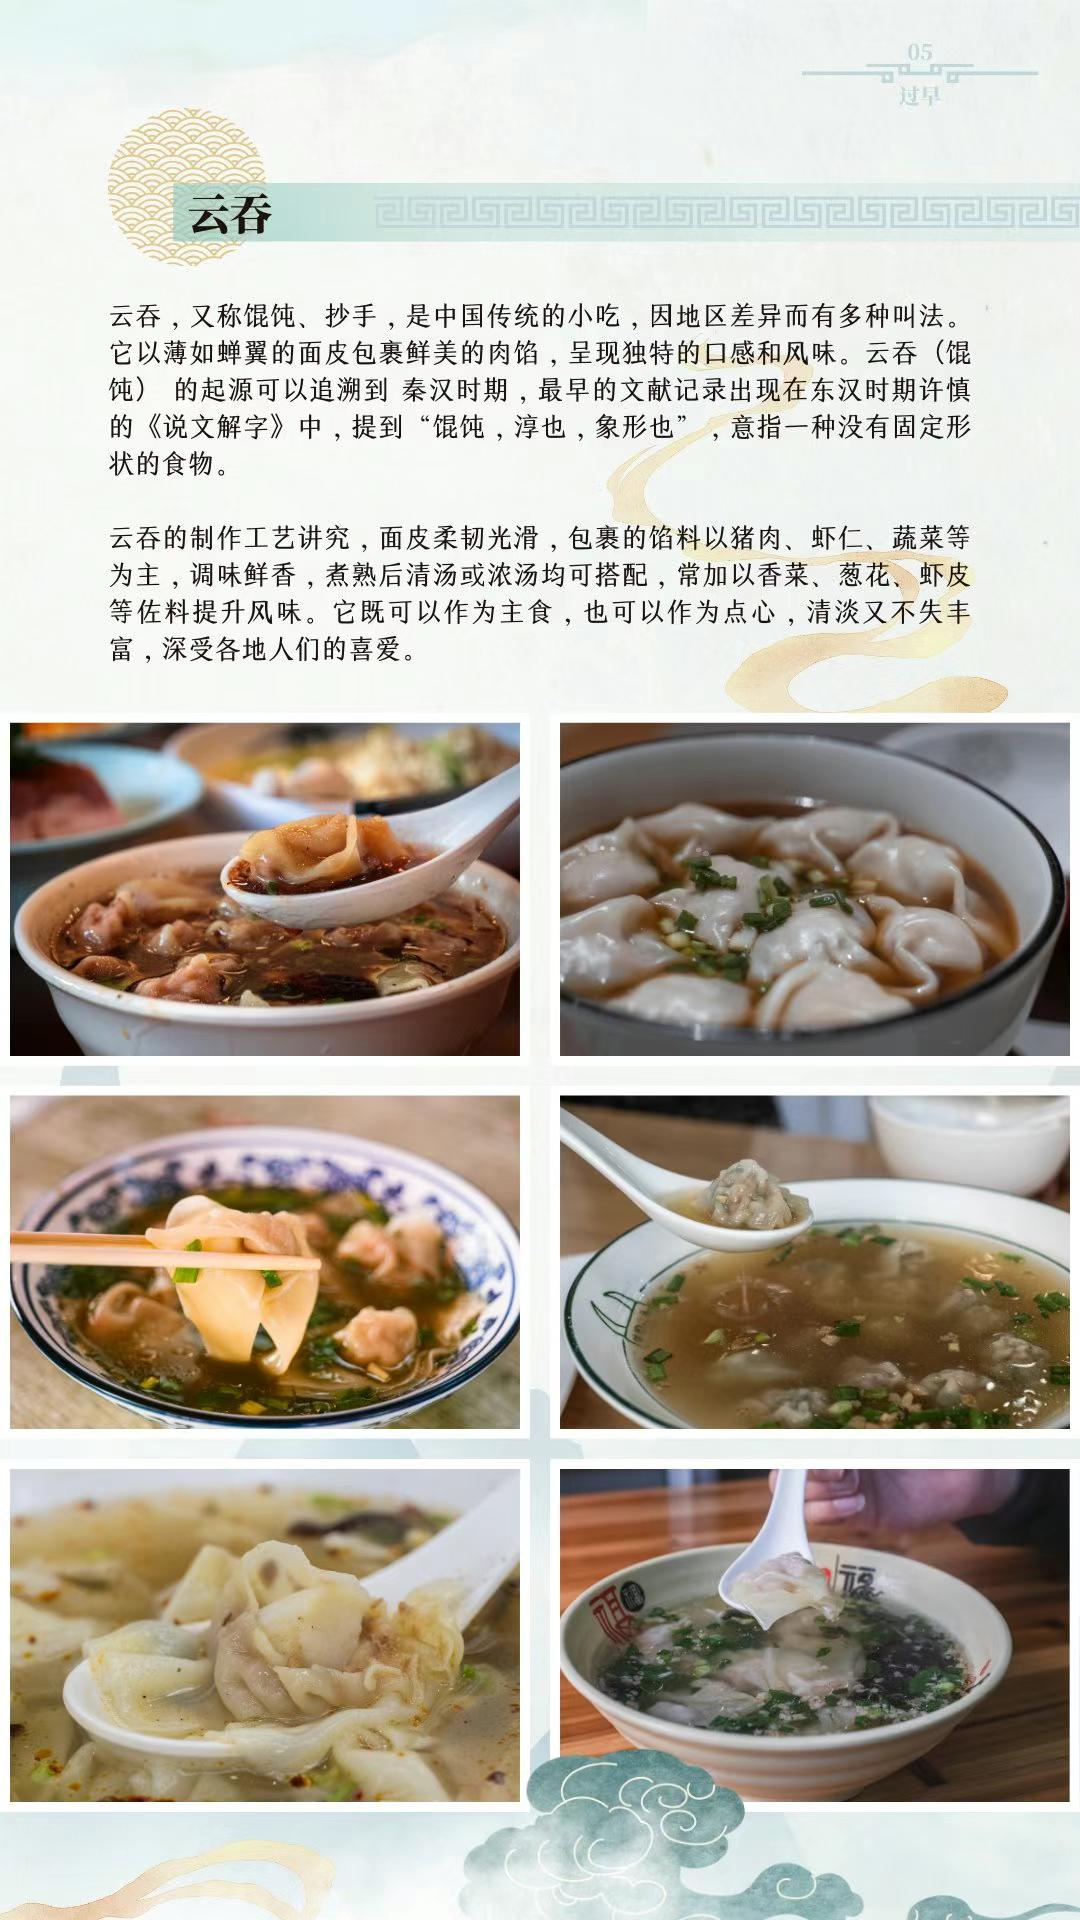 05
过早
云吞
云吞，又称馄饨、抄手，是中国传统的小吃，因地区差异而有多种叫法。
它以薄如蝉翼的面皮包裹鲜美的肉馅，呈现独特的口感和风味。云吞（馄
饨） 的起源可以追溯到 秦汉时期，最早的文献记录出现在东汉时期许慎
的《说文解字》中，提到“馄饨，淳也，象形也”，意指一种没有固定形
状的食物。
云吞的制作工艺讲究，面皮柔韧光滑，包裹的馅料以猪肉、虾仁、蔬菜等
为主，调味鲜香，煮熟后清汤或浓汤均可搭配，常加以香菜、葱花、虾皮
等佐料提升风味。它既可以作为主食，也可以作为点心，清淡又不失丰
富，深受各地人们的喜爱。
福